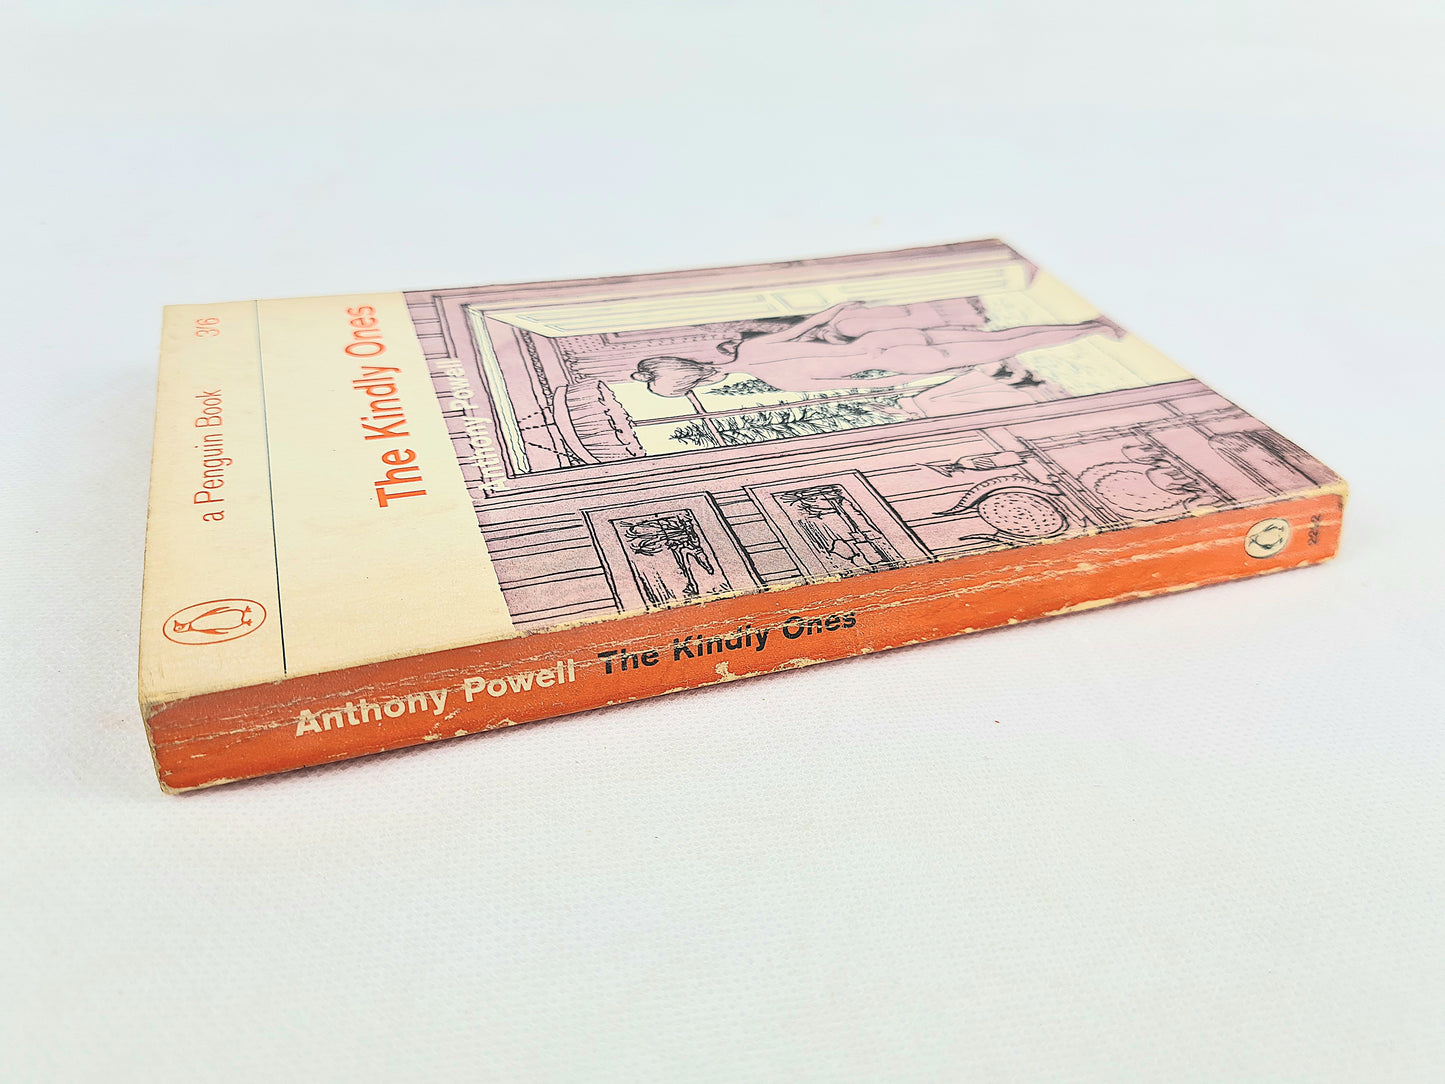 a Penguin Book 3'6
The Kindly Ones
Anthony Powell
Anthony Powell The Kindly Ones